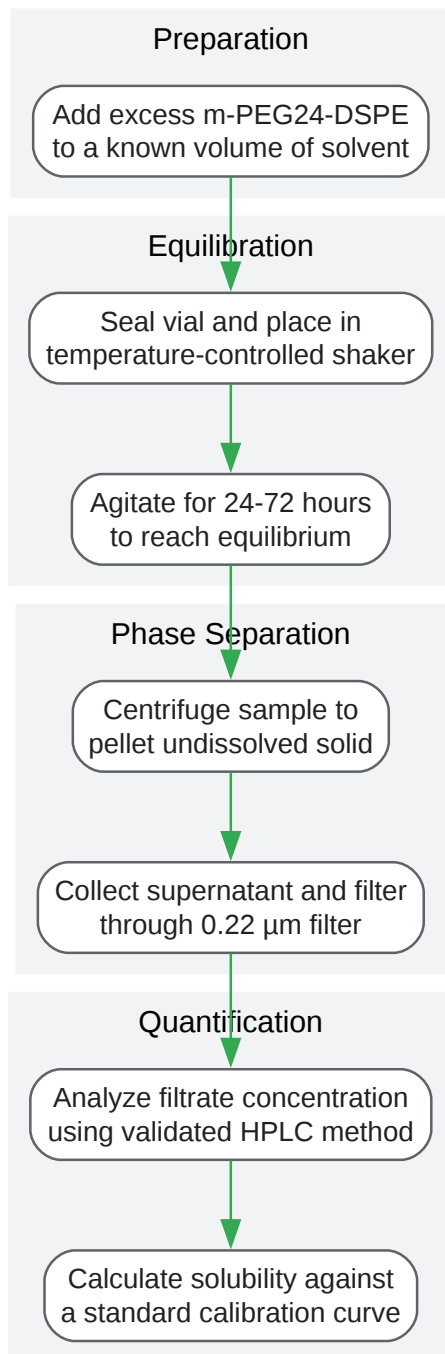 Preparation
Add excess m-PEG24-DSPE
to a known volume of solvent
Equilibration
Seal vial and place in
temperature-controlled shaker
Agitate for 24-72 hours
to reach equilibrium
Phase Separation
Centrifuge sample to
pellet undissolved solid
Collect supernatant and filter
through 0.22 µm filter
Quantification
Analyze filtrate concentration
using validated HPLC method
Calculate solubility against
a standard calibration curve